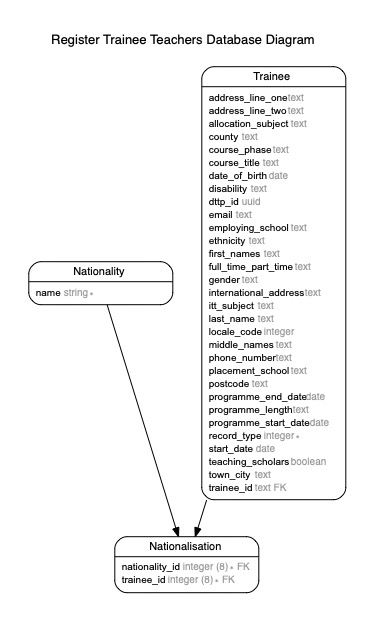 Register Trainee Teachers Database Diagram
Trainee
address_line_one text
address_line_two text
allocation_subject text
county text
course_phase text
course_title text
date_of_birth date
disability text
dttp_id uuid
email text
employing_school text
ethnicity text
first_names text
full_time_part_time text
gender text
international_address text
itt_subject text
last_name text
locale_code integer
middle_names text
phone_number text
placement_school text
postcode text
programme_end_date date
programme_length text
programme_start_date date
record_type integer *
start_date date
teaching_scholars boolean
town_city text
trainee_id text FK
Nationality
name string *
Nationalisation
nationality_id integer (8) * FK
trainee_id integer (8) * FK